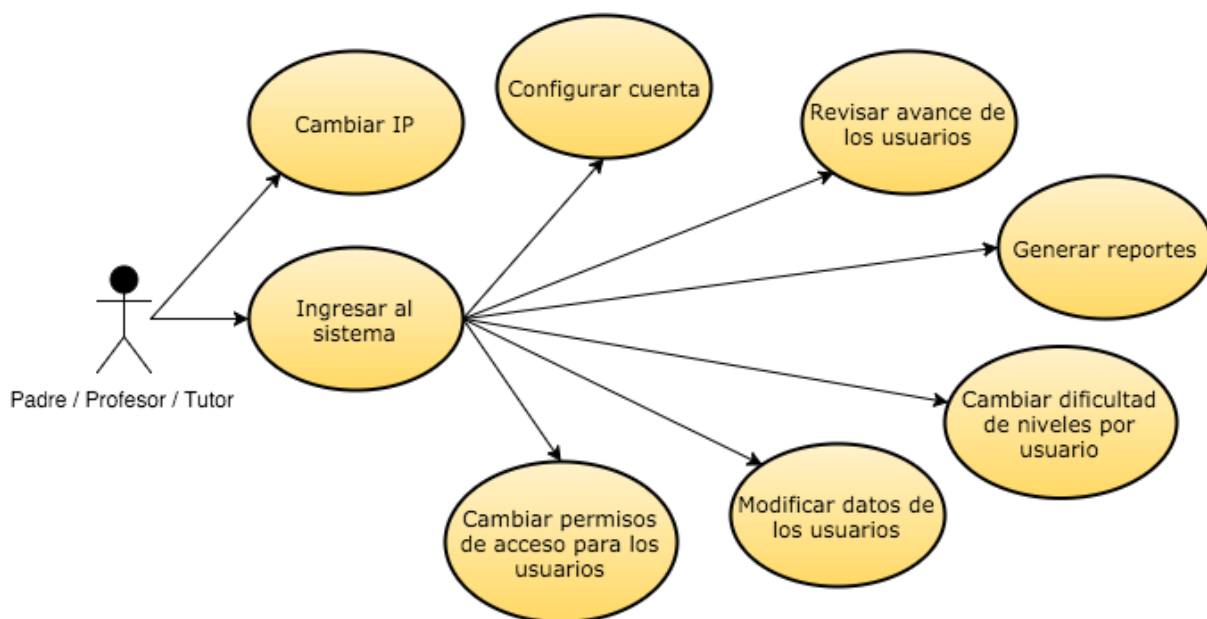 Configurar cuenta
Cambiar IP
Revisar avance de
los usuarios
Generar reportes
Ingresar al
sistema
Padre / Profesor / Tutor
Cambiar dificultad
de niveles por
usuario
Modificar datos de
los usuarios
Cambiar permisos
de acceso para los
usuarios